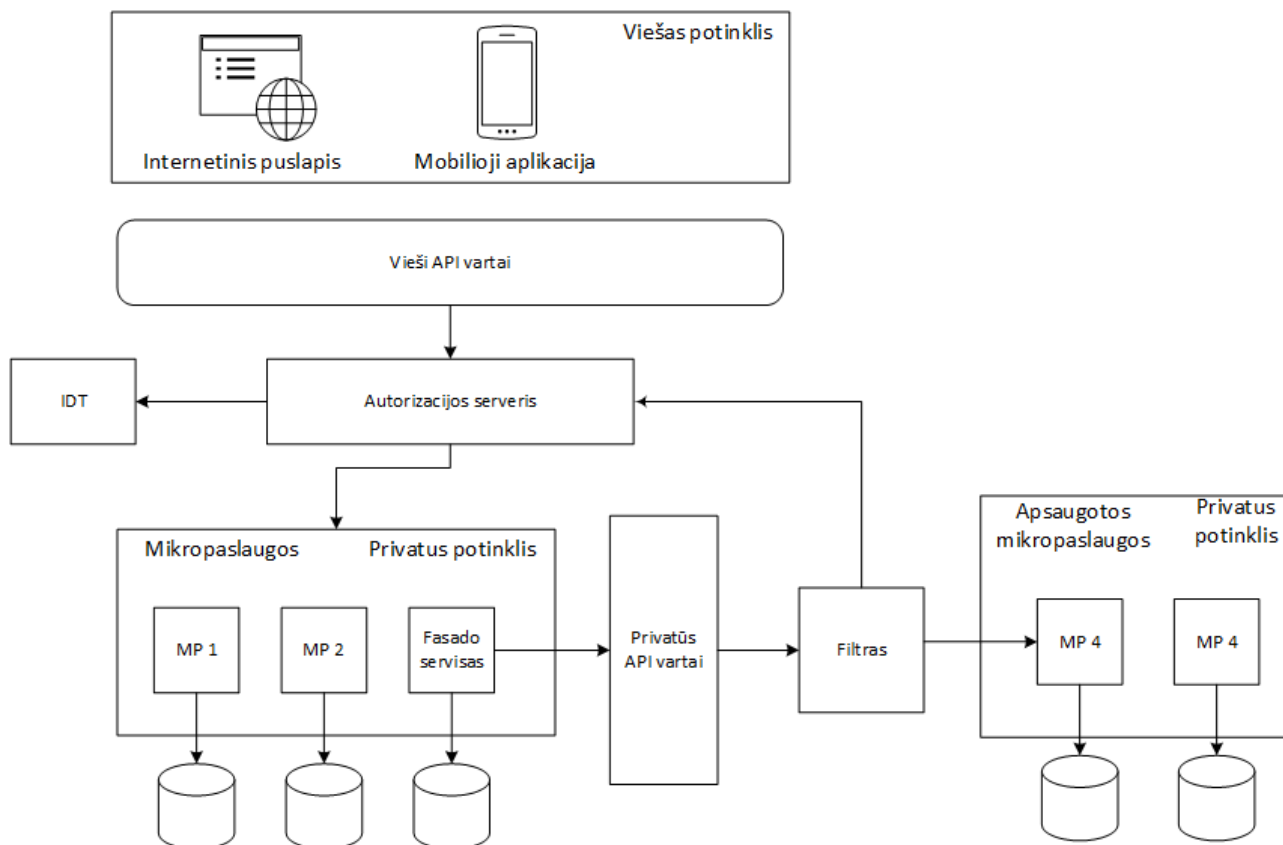 Viešas potinklis
Internetinis puslapis
Mobilioji aplikacija
Vieši API vartai
IDT
Autorizacijos serveris
Mikropaslaugos
Privatus potinklis
MP 1
MP 2
Fasado
servisas
Privatūs
API vartai
Filtras
Apsaugotos
mikropaslaugos
Privatus
potinklis
MP 4
MP 4